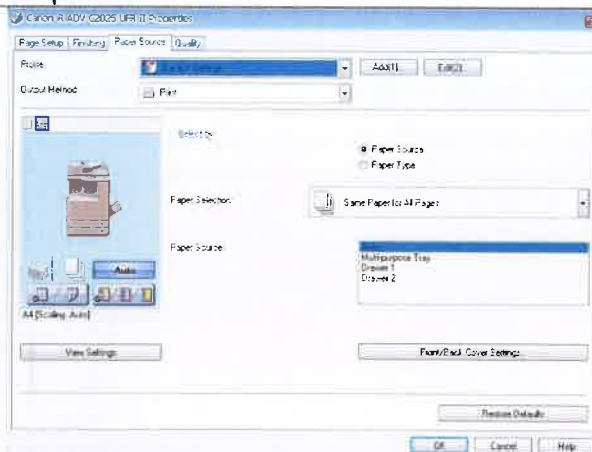 Canon iR-ADV C2025 UFR II Properties
Page Setup Finishing Paper Source Quality
Profile: Add(1)... Edit(2)...
Output Method: Print
Select by:
Paper Source
Paper Type
Paper Selection: Same Paper for All Pages
Paper Source:
Multipurpose Tray
Drawer 1
Drawer 2
Auto
A4 [Scaling: Auto]
View Settings Front/Back Cover Settings...
Restore Defaults
OK Cancel Help